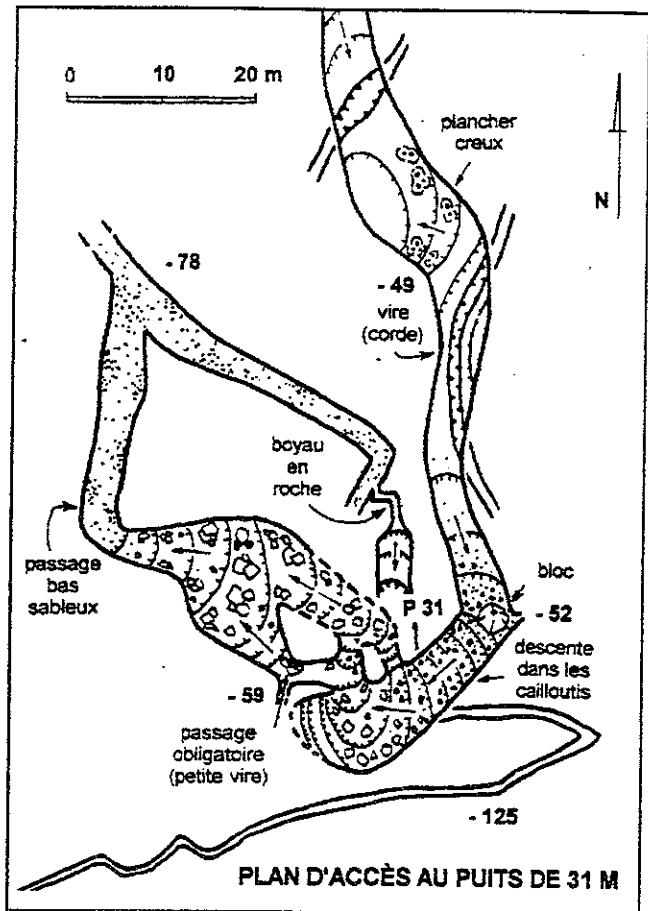 0 10 20 m
plancher
creux
N
- 78
- 49
vire
(corde)
boyau
en
roche
passage
bas
sableux
P 31
bloc
- 52
descente
dans les
cailloutis
- 59
passage
obligatoire
(petite vire)
- 125
PLAN D'ACCÈS AU PUITS DE 31 M